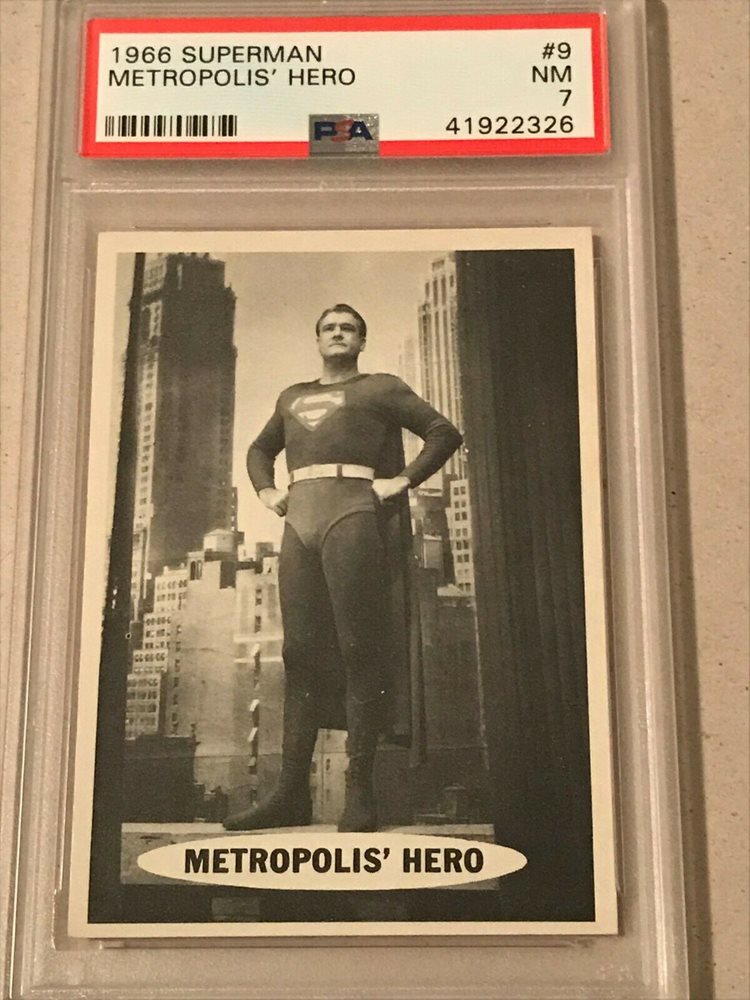 1966 SUPERMAN #9
METROPOLIS' HERO NM
7
PSA 41922326
S
METROPOLIS' HERO